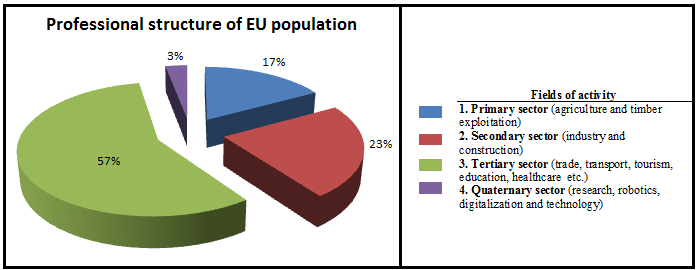 Professional structure of EU population
3%
17%
23%
57%
Fields of activity
1. Primary sector (agriculture and timber
exploitation)
2. Secondary sector (industry and
construction)
3. Tertiary sector (trade, transport, tourism,
education, healthcare etc.)
4. Quaternary sector (research, robotics,
digitalization and technology)